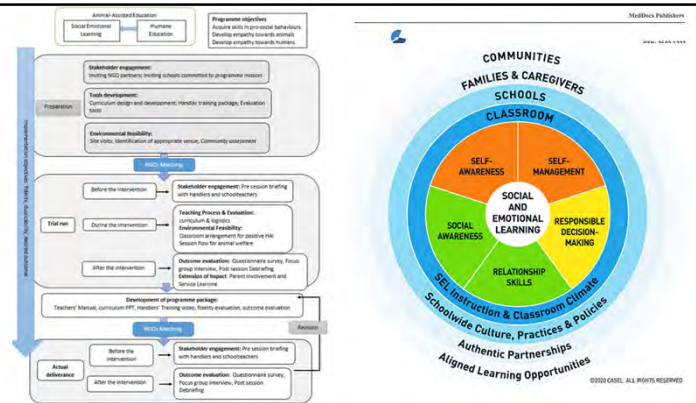 Animal-Assisted Education
Social Emotional
Learning
Humane
Education
Programme objectives
Acquire skills in pro-social behaviours
Develop empathy towards animals
Develop empathy towards humans
Preparation
Stakeholder engagement:
Inviting NGO partners; Inviting schools committed to programme mission
Tools development:
Curriculum design and development; Handler training package; Evaluation
tools
Environmental feasibility:
Site visits; Identification of appropriate venue; Community assessment
NGOs Matching
Trial run
Before the intervention
Stakeholder engagement: Pre session briefing
with handlers and schoolteachers
During the intervention
Teaching Process & Evaluation:
curriculum & logistics
Environmental Feasibility:
Classroom arrangement for positive HAI
Session flow for animal welfare
After the intervention
Outcome evaluation: Questionnaire survey, Focus
group interview, Post session Debriefing
Extension of Impact: Parent Involvement and
Service Learning
Development of programme package:
Teachers' Manual, curriculum PPT, Handlers' Training video, fidelity evaluation, outcome evaluation
NGOs Matching
Revision
Actual
deliverance
Before the
intervention
Stakeholder engagement: Pre session briefing
with handlers and schoolteachers
After the intervention
Outcome evaluation: Questionnaire survey,
Focus group interview, Post session
Debriefing
MedDocs Publishers
COMMUNITIES
FAMILIES & CAREGIVERS
SCHOOLS
CLASSROOM
SELF-
AWARENESS
SELF-
MANAGEMENT
SOCIAL
AND
EMOTIONAL
LEARNING
SOCIAL
AWARENESS
RESPONSIBLE
DECISION-
MAKING
RELATIONSHIP
SKILLS
SEL Instruction & Classroom Climate
Schoolwide Culture, Practices & Policies
Authentic Partnerships
Aligned Learning Opportunities
©2020 CASEL. ALL RIGHTS RESERVED.